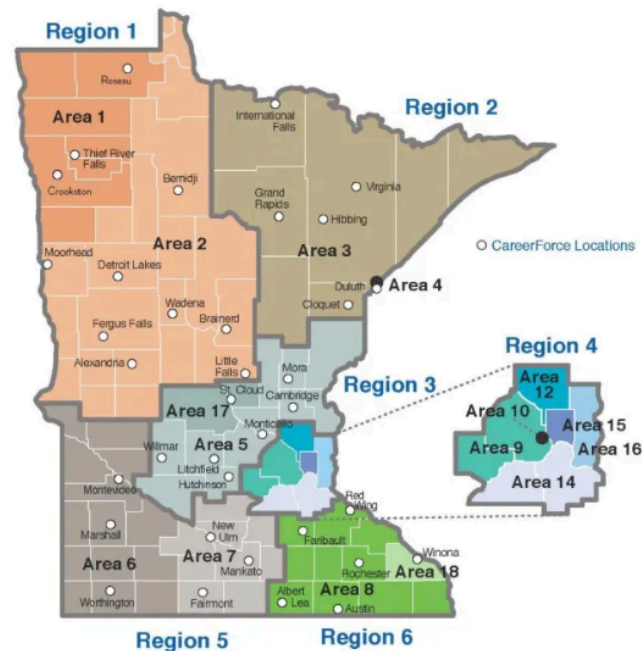 Region 1
Roseau
Area 1
Thief River
Falls
Crookston
Bemidji
Area 2
Moorhead
Detroit Lakes
Wadena
Fergus Falls
Brainerd
Alexandria
Little
Falls
Region 2
International
Falls
Grand
Rapids
Virginia
Hibbing
Area 3
CareerForce Locations
Duluth
Area 4
Cloquet
Region 3
Mora
St. Cloud
Cambridge
Area 17
Monticello
Willmar
Area 5
Litchfield
Hutchinson
Region 4
Area
12
Area 10
Area 15
Area 9
Area 16
Area 14
Montevideo
Marshall
New
Ulm
Area 7
Area 6
Mankato
Worthington
Fairmont
Region 5
Red
Wing
Faribault
Winona
Rochester
Area 18
Albert
Lea
Area 8
Austin
Region 6